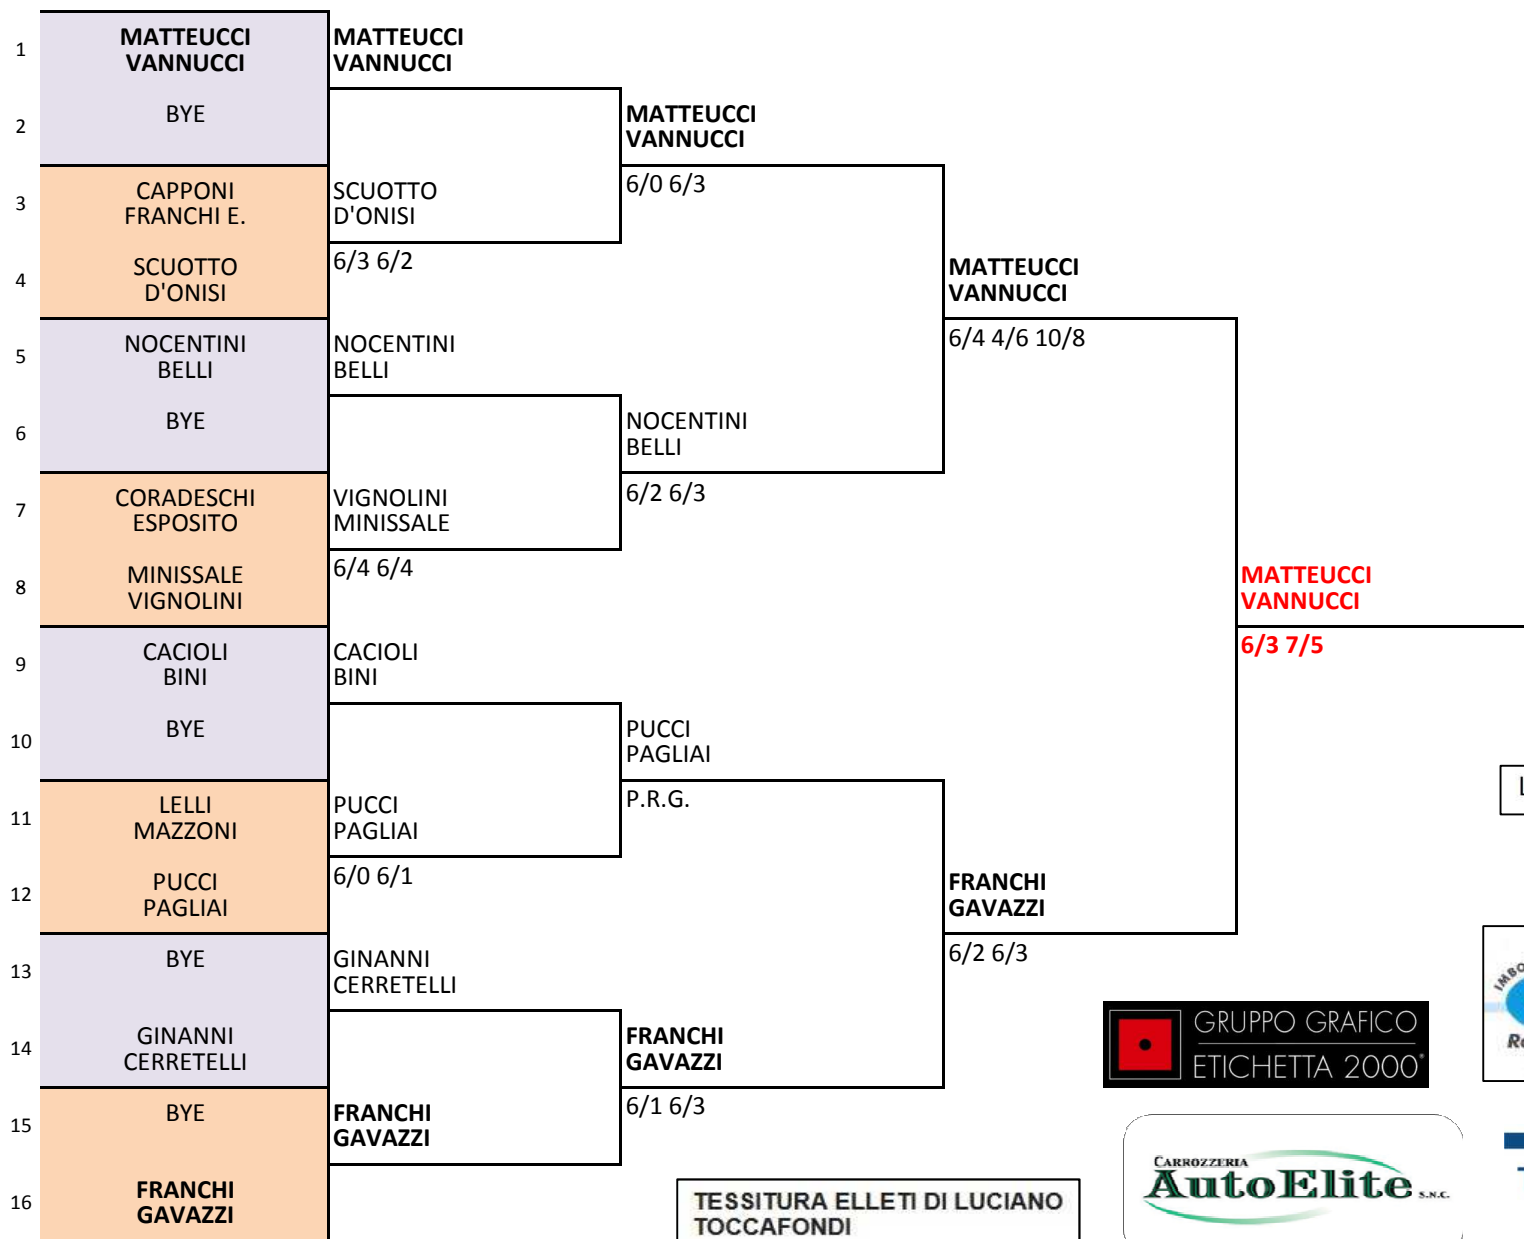 1
MATTEUCCI
VANNUCCI
2
BYE
3
CAPPONI
FRANCHI E.
4
SCUOTTO
D'ONISI
5
NOCENTINI
BELLI
6
BYE
7
CORADESCHI
ESPOSITO
8
MINISSALE
VIGNOLINI
9
CACIOLI
BINI
10
BYE
11
LELLI
MAZZONI
12
PUCCI
PAGLIAI
13
BYE
14
GINANNI
CERRETELLI
15
BYE
16
FRANCHI
GAVAZZI
MATTEUCCI
VANNUCCI
SCUOTTO
D'ONISI
6/3 6/2
NOCENTINI
BELLI
VIGNOLINI
MINISSALE
6/4 6/4
CACIOLI
BINI
PUCCI
PAGLIAI
6/0 6/1
GINANNI
CERRETELLI
FRANCHI
GAVAZZI
MATTEUCCI
VANNUCCI
6/0 6/3
NOCENTINI
BELLI
6/2 6/3
PUCCI
PAGLIAI
P.R.G.
FRANCHI
GAVAZZI
6/1 6/3
MATTEUCCI
VANNUCCI
6/4 4/6 10/8
FRANCHI
GAVAZZI
6/2 6/3
MATTEUCCI
VANNUCCI
6/3 7/5
GRUPPO GRAFICO
ETICHETTA 2000
CARROZZERIA
AutoElite S.N.C.
TESSITURA ELLETI DI LUCIANO
TOCCAFONDI